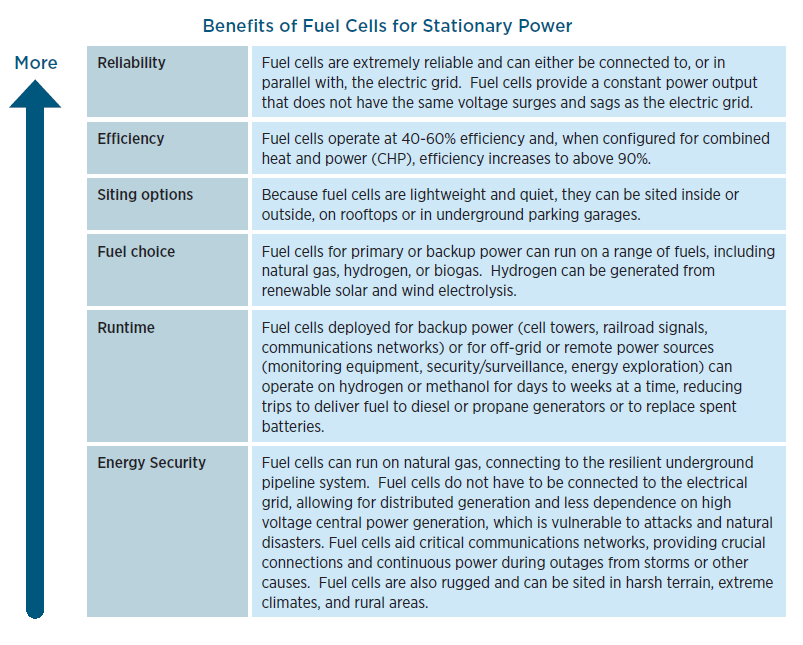 Benefits of Fuel Cells for Stationary Power
More
Reliability
Fuel cells are extremely reliable and can either be connected to, or in
parallel with, the electric grid.  Fuel cells provide a constant power output
that does not have the same voltage surges and sags as the electric grid.
Efficiency
Fuel cells operate at 40-60% efficiency and, when configured for combined
heat and power (CHP), efficiency increases to above 90%.
Siting options
Because fuel cells are lightweight and quiet, they can be sited inside or
outside, on rooftops or in underground parking garages.
Fuel choice
Fuel cells for primary or backup power can run on a range of fuels, including
natural gas, hydrogen, or biogas.  Hydrogen can be generated from
renewable solar and wind electrolysis.
Runtime
Fuel cells deployed for backup power (cell towers, railroad signals,
communications networks) or for off-grid or remote power sources
(monitoring equipment, security/surveillance, energy exploration) can
operate on hydrogen or methanol for days to weeks at a time, reducing
trips to deliver fuel to diesel or propane generators or to replace spent
batteries.
Energy Security
Fuel cells can run on natural gas, connecting to the resilient underground
pipeline system.  Fuel cells do not have to be connected to the electrical
grid, allowing for distributed generation and less dependence on high
voltage central power generation, which is vulnerable to attacks and natural
disasters. Fuel cells aid critical communications networks, providing crucial
connections and continuous power during outages from storms or other
causes.  Fuel cells are also rugged and can be sited in harsh terrain, extreme
climates, and rural areas.